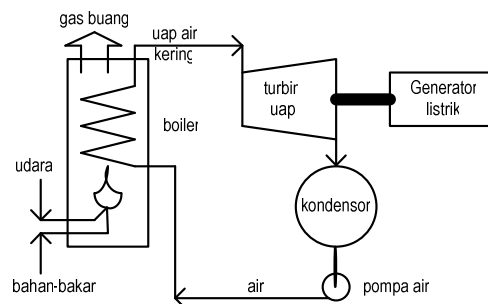 gas buang
uap air
kering
turbir
uap
Generator
listrik
boiler
udara
kondensor
bahan-bakar
air
pompa air